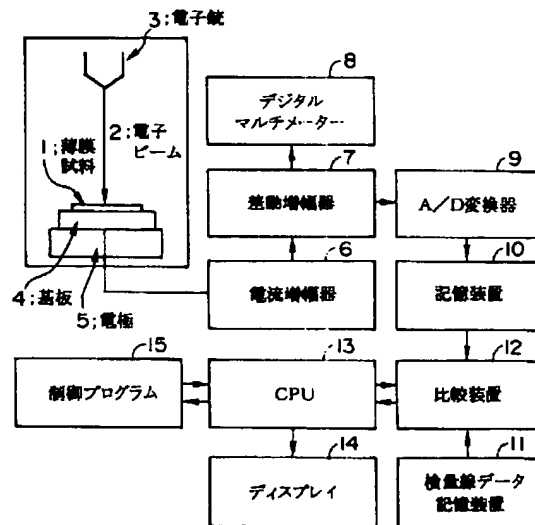 3;電子銃
2;電子
ビーム
1;薄膜
試料
4;基板
5;電極
8
デジタル
マルチメーター
7
差動増幅器
9
A/D変換器
6
電流増幅器
10
記憶装置
15
制御プログラム
13
CPU
12
比較装置
14
ディスプレイ
11
検量線データ
記憶装置